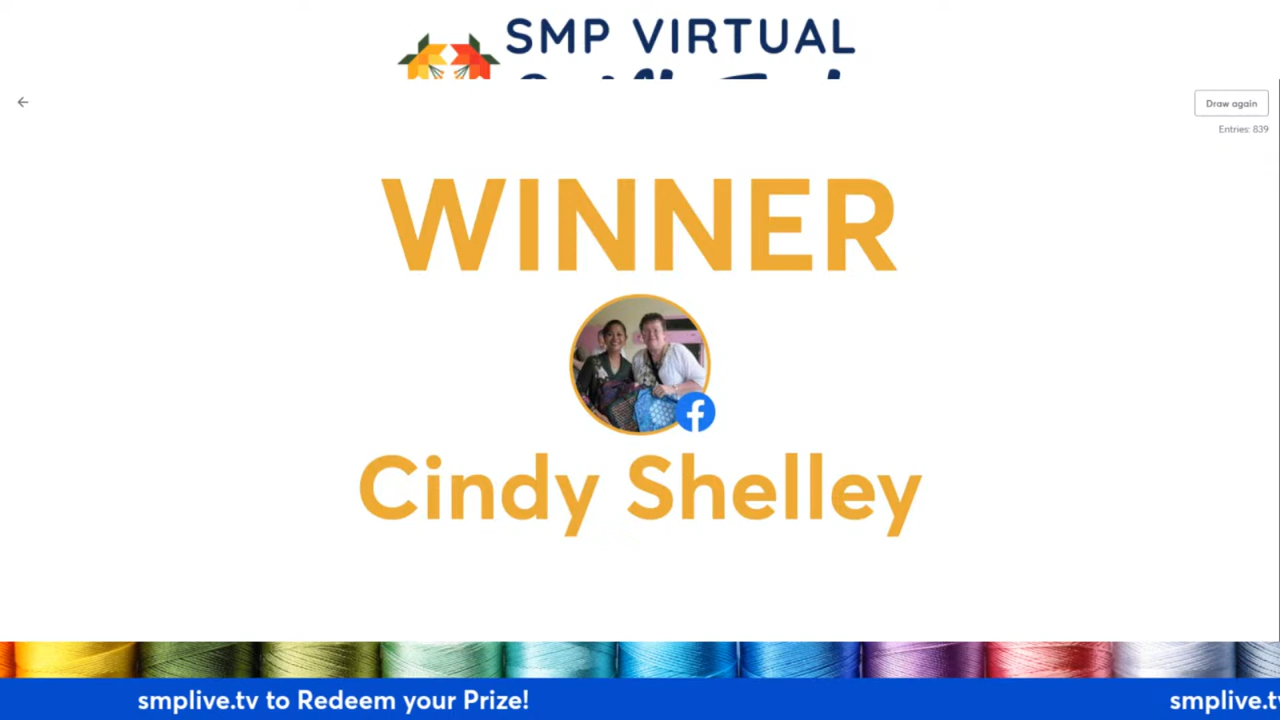 SMP VIRTUAL
Draw again
Entries: 839
WINNER
Cindy Shelley
smplive.tv to Redeem your Prize!
smplive.tv